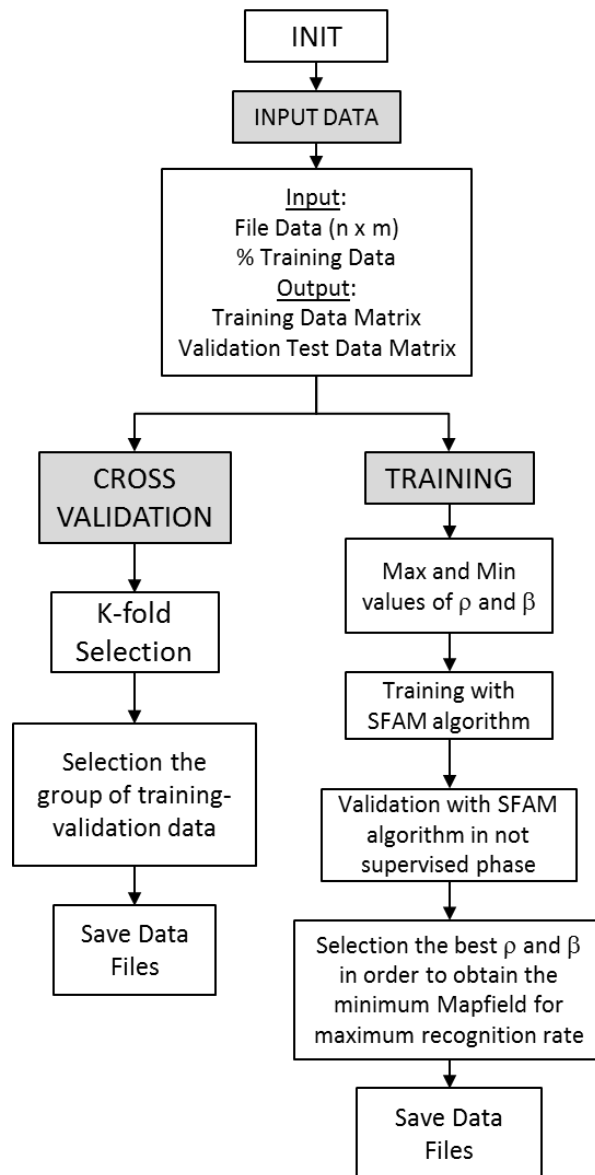 INIT
INPUT DATA
Input:
File Data (n x m)
% Training Data
Output:
Training Data Matrix
Validation Test Data Matrix
CROSS
VALIDATION
K-fold
Selection
Selection the
group of training-
validation data
Save Data
Files
TRAINING
Max and Min
values of ρ and β
Training with
SFAM algorithm
Validation with SFAM
algorithm in not
supervised phase
Selection the best ρ and β
in order to obtain the
minimum Mapfield for
maximum recognition rate
Save Data
Files